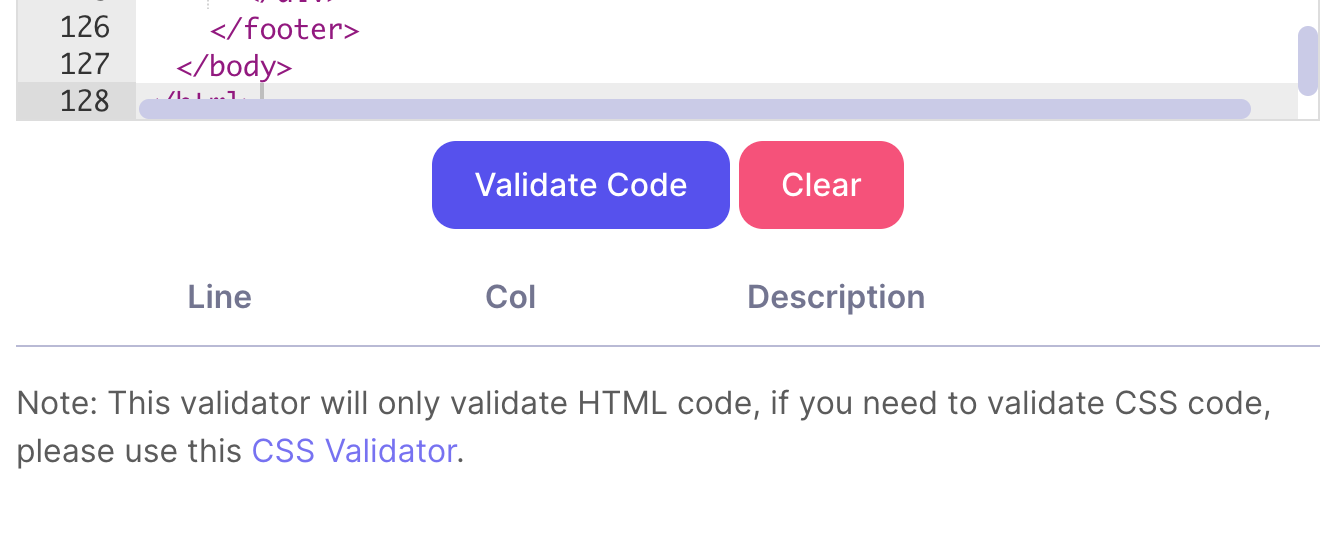 126 </footer>
127 </body>
128
Validate Code Clear
Line Col Description
Note: This validator will only validate HTML code, if you need to validate CSS code,
please use this CSS Validator.